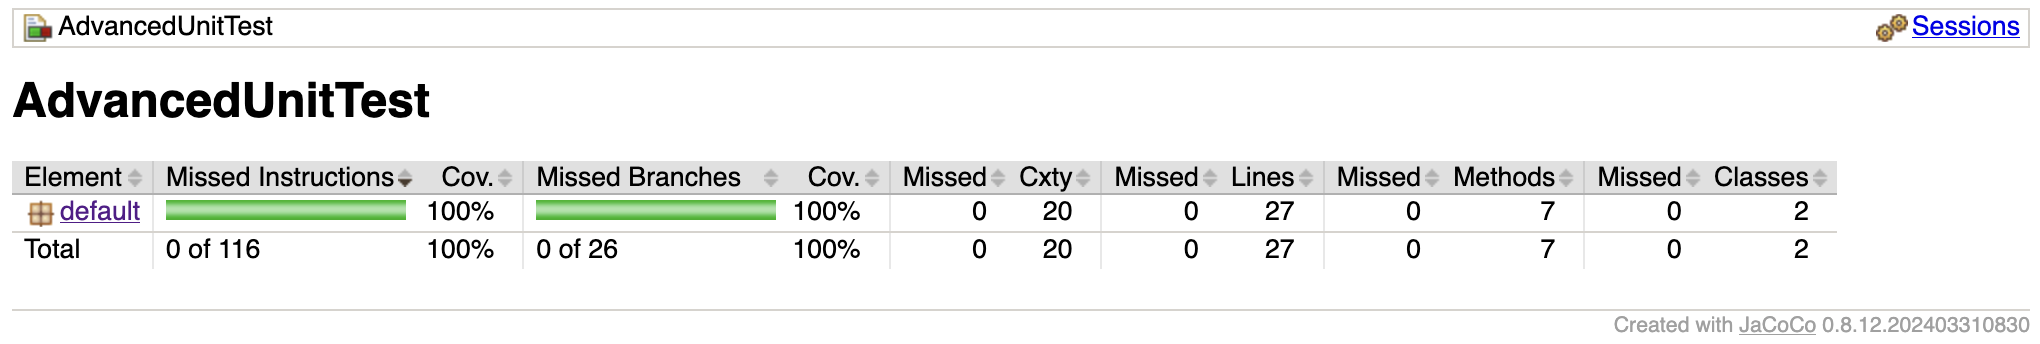 AdvancedUnitTest Sessions
AdvancedUnitTest
Element Missed Instructions Cov. Missed Branches Cov. Missed Cxty Missed Lines Missed Methods Missed Classes
default 100% 100% 0 20 0 27 0 7 0 2
Total 0 of 116 100% 0 of 26 100% 0 20 0 27 0 7 0 2
Created with JaCoCo 0.8.12.202403310830